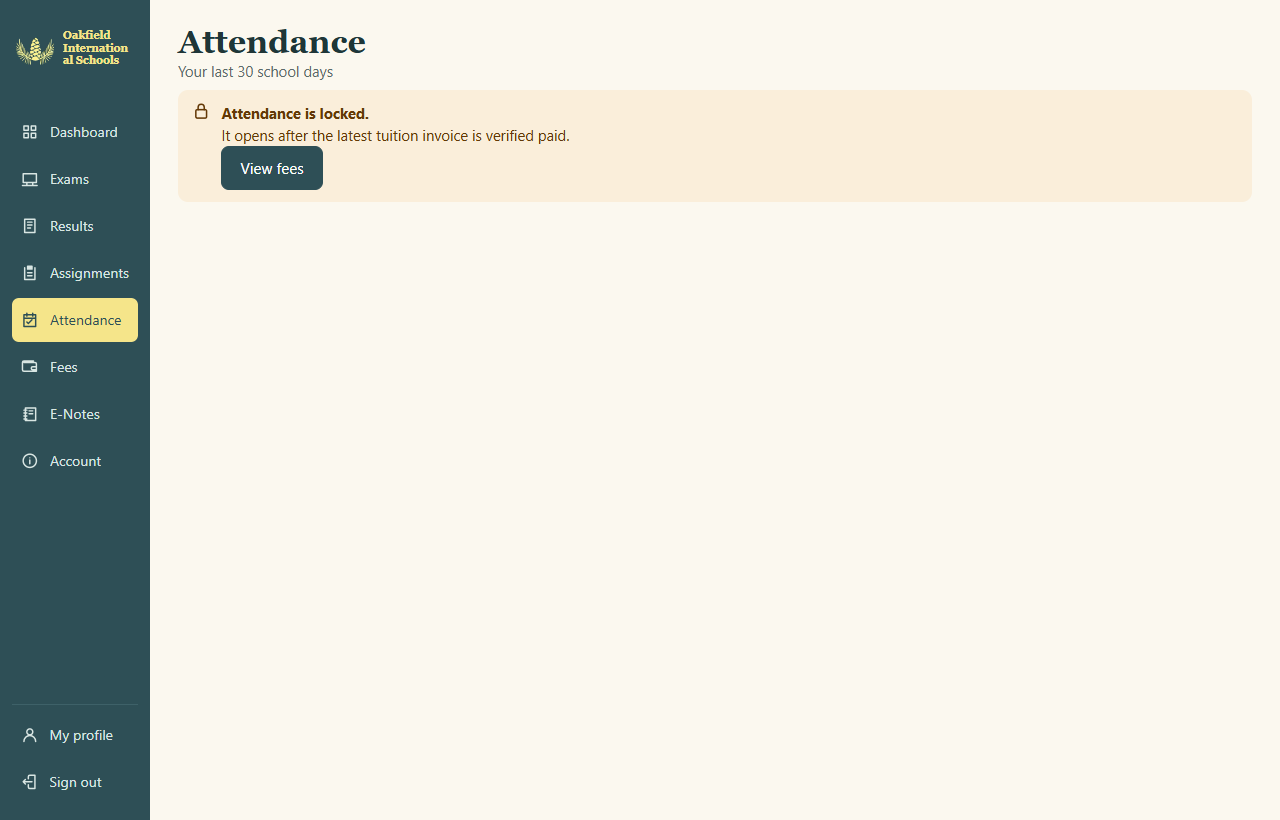 Oakfield
Internation
al Schools
Dashboard
Exams
Results
Assignments
Attendance
Fees
E-Notes
Account
My profile
Sign out
Attendance
Your last 30 school days
Attendance is locked.
It opens after the latest tuition invoice is verified paid.
View fees